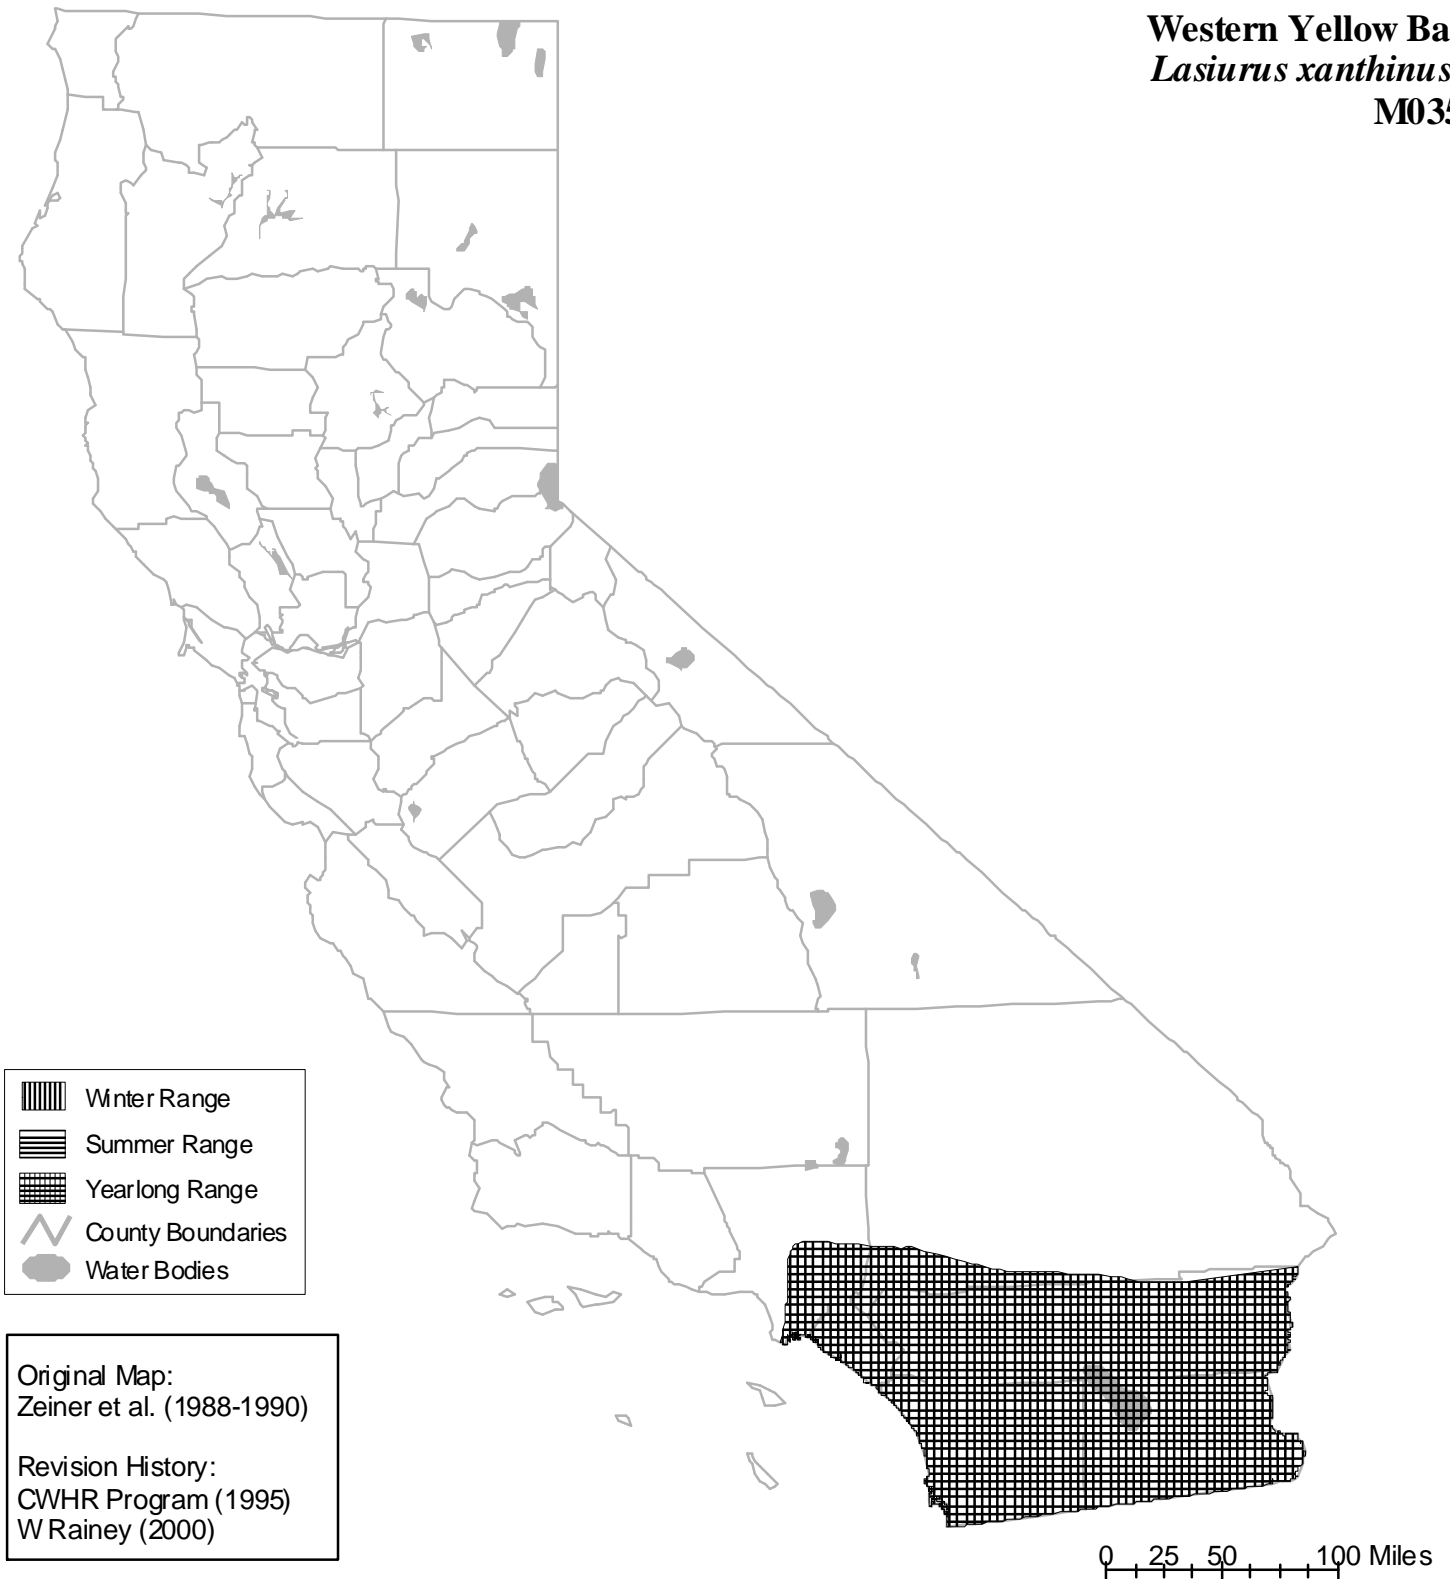 Western Yellow Ba
Lasiurus xanthinus
M035
Winter Range
Summer Range
Yearlong Range
County Boundaries
Water Bodies
Original Map:
Zeiner et al. (1988-1990)
Revision History:
CWHR Program (1995)
W Rainey (2000)
0 25 50 100 Miles